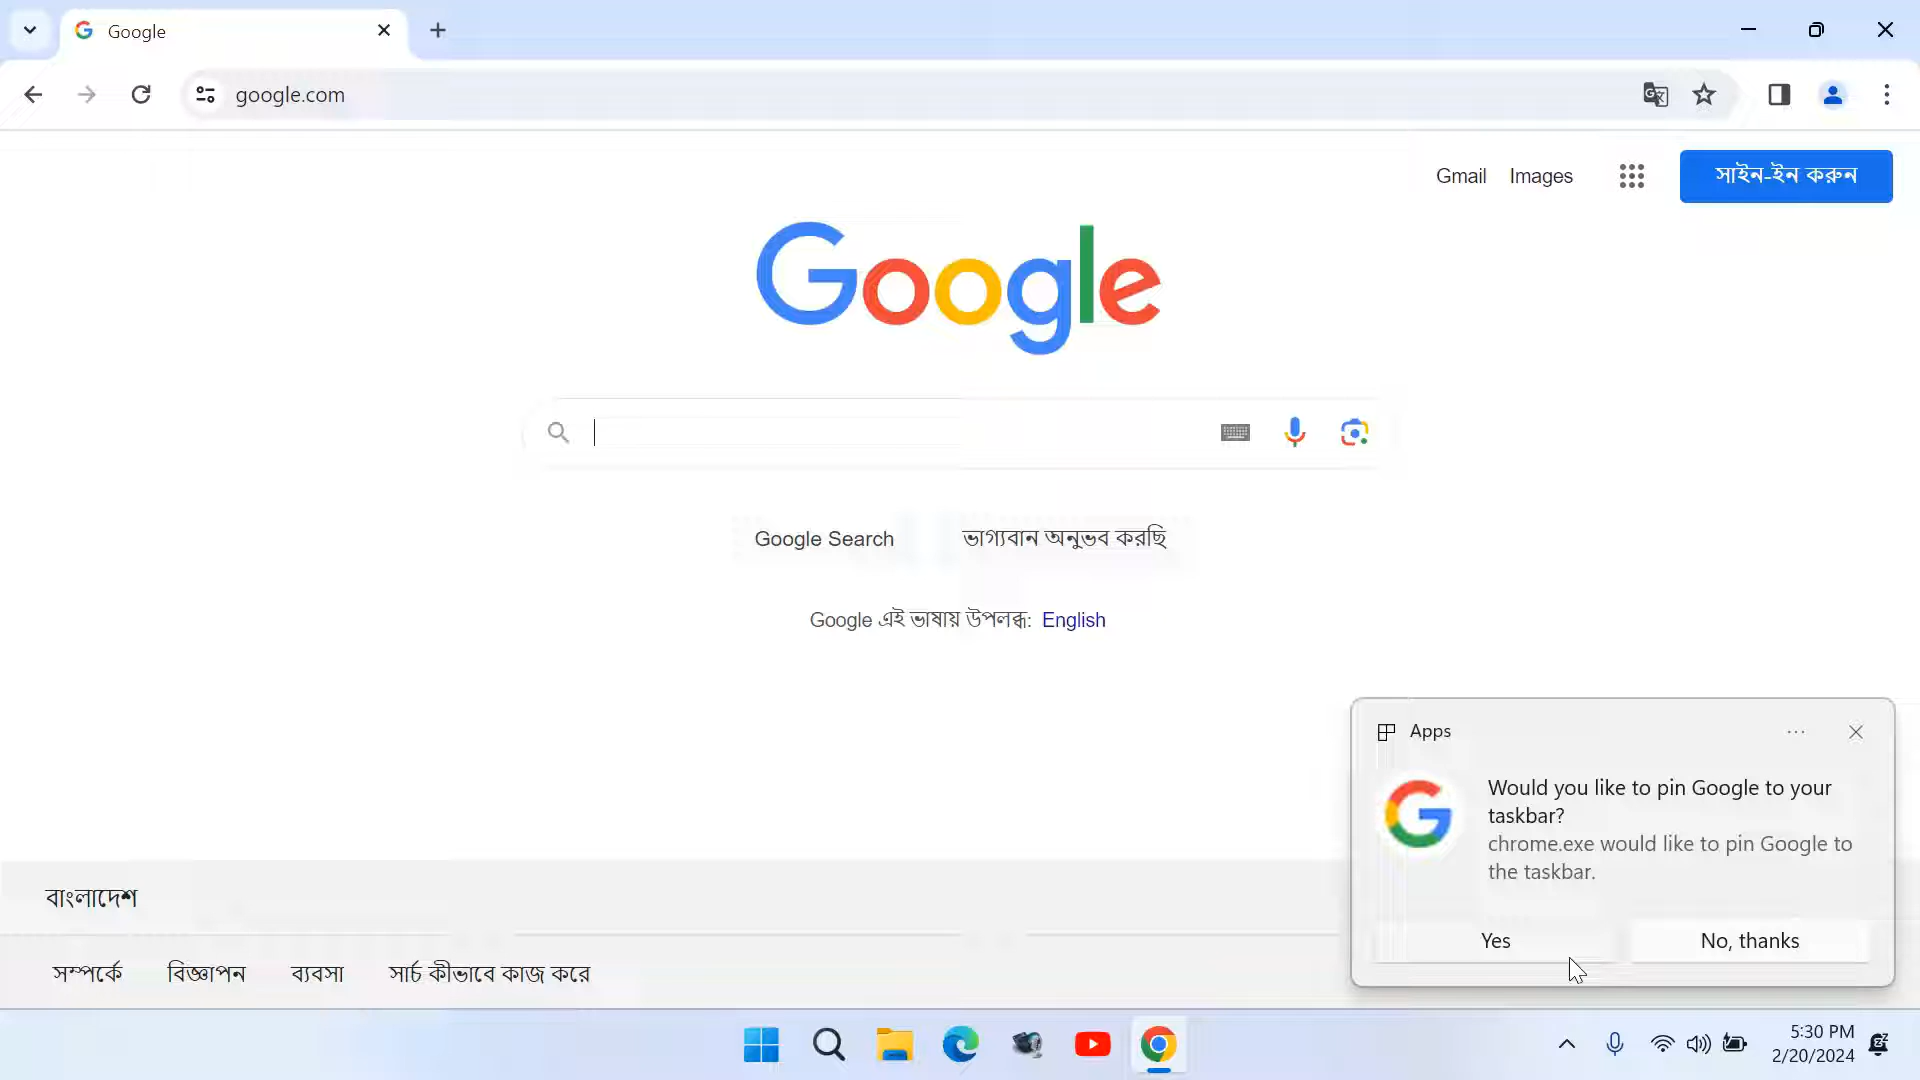 Google
google.com
Gmail Images সাইন-ইন করুন
Google
Google Search ভাগ্যবান অনুভব করছি
Google এই ভাষায় উপলব্ধ: English
Apps
Would you like to pin Google to your
taskbar?
chrome.exe would like to pin Google to
the taskbar.
Yes No, thanks
বাংলাদেশ
সম্পর্কে বিজ্ঞাপন ব্যবসা সার্চ কীভাবে কাজ করে
5:30 PM
2/20/2024